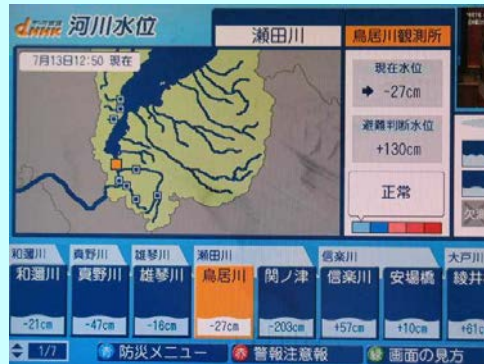 dNHK 河川水位
瀬田川
鳥居川観測所
7月13日12:50 現在
現在水位
➡ -27cm
避難判断水位
+130cm
正常
和邇川
真野川
雄琴川
瀬田川
信楽川
大戸川
和邇川
真野川
雄琴川
鳥居川
関ノ津
信楽川
安場橋
綾井
-21cm
-47cm
-16cm
-27cm
-203cm
+57cm
+10cm
+61c
1/7
青 防災メニュー
赤 警報注意報
緑 画面の見方